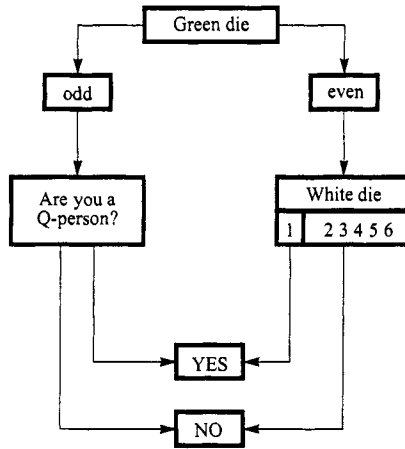 Green die
odd
even
Are you a
Q-person?
White die
1
2 3 4 5 6
YES
NO